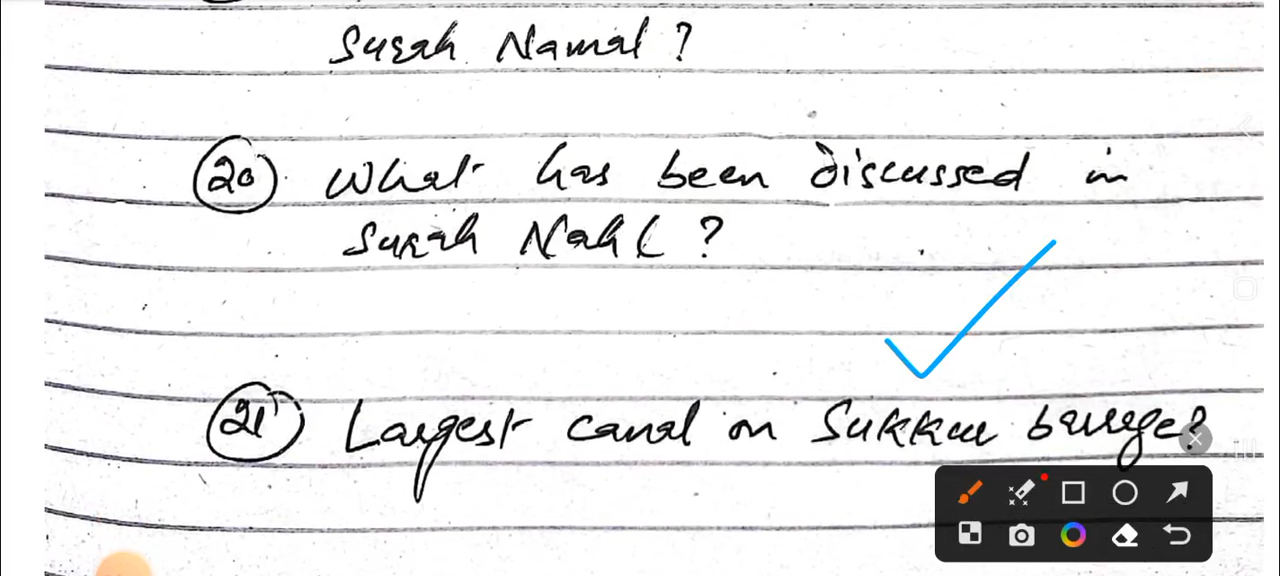 Surah Namal ?
20 What has been discussed in
Surah Nahl ?
21 Largest canal on Sukkur barrage?